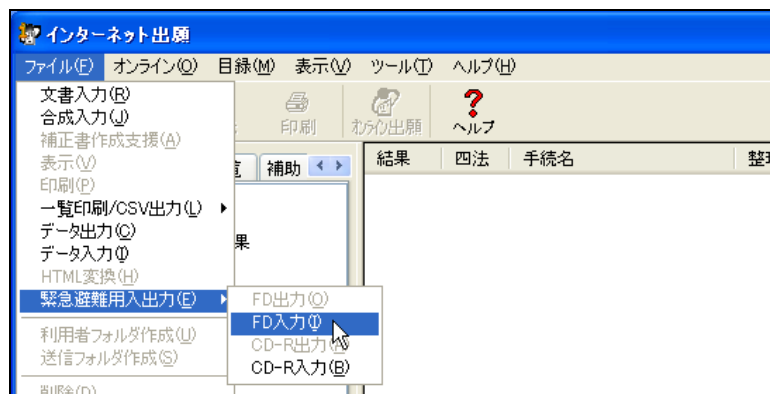 インターネット出願
ファイル(F) オンライン(O) 目録(M) 表示(V) ツール(T) ヘルプ(H)
文書入力(R)
合成入力(J)
補正書作成支援(A)
表示(V)
印刷(P)
一覧印刷/CSV出力(L)
データ出力(C)
データ入力(I)
HTML変換(H)
緊急避難用入出力(E)
利用者フォルダ作成(U)
送信フォルダ作成(S)
削除(D)
印刷 オンライン出願 ヘルプ
補助
結果 四法 手続名 整理
果
FD出力(O)
FD入力(I)
CD-R出力(A)
CD-R入力(B)